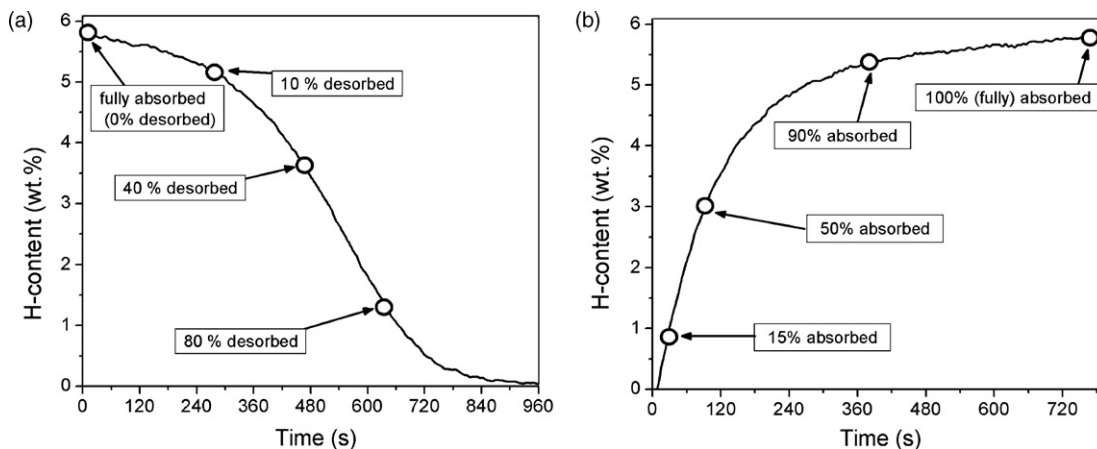 (a)
H-content (wt.%)
6
5
4
3
2
1
0
fully absorbed
(0% desorbed)
10 % desorbed
40 % desorbed
80 % desorbed
0 120 240 360 480 600 720 840 960
Time (s)
(b)
H-content (wt.%)
6
5
4
3
2
1
0
100% (fully) absorbed
90% absorbed
50% absorbed
15% absorbed
0 120 240 360 480 600 720
Time (s)